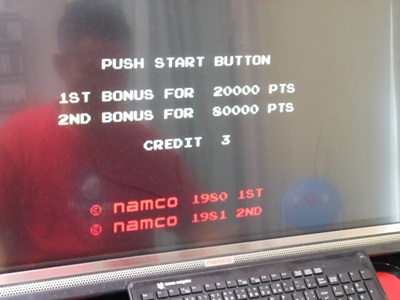 PUSH START BUTTON
1ST BONUS FOR 20000 PTS
2ND BONUS FOR 80000 PTS
CREDIT 3
© namco 1980 1ST
© namco 1981 2ND